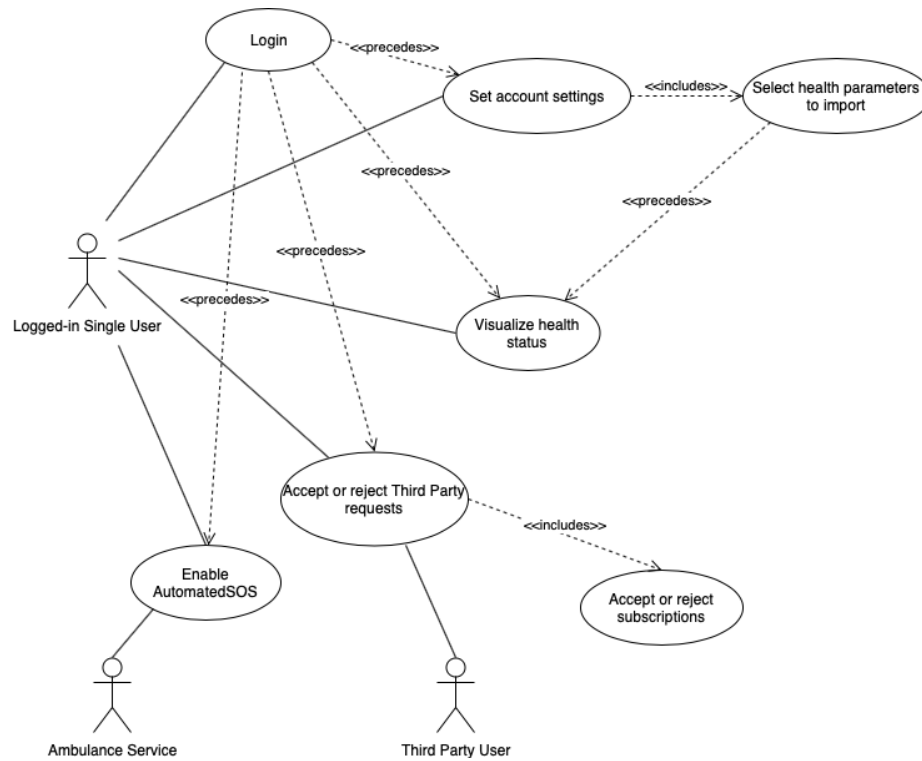 Login
<<precedes>>
Set account settings
<<includes>>
Select health parameters
to import
<<precedes>>
<<precedes>>
<<precedes>>
<<precedes>>
Logged-in Single User
Visualize health
status
Accept or reject Third Party
requests
<<includes>>
Enable
AutomatedSOS
Accept or reject
subscriptions
Ambulance Service
Third Party User